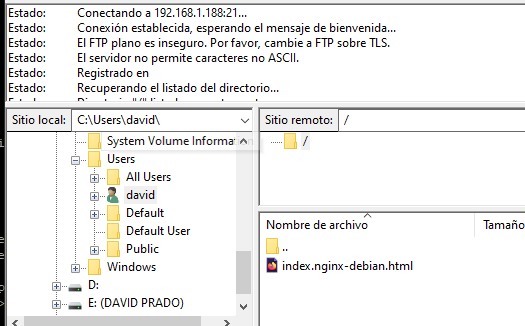 Estado: Conectando a 192.168.1.188:21...
Estado: Conexión establecida, esperando el mensaje de bienvenida...
Estado: El FTP plano es inseguro. Por favor, cambie a FTP sobre TLS.
Estado: El servidor no permite caracteres no ASCII.
Estado: Registrado en
Estado: Recuperando el listado del directorio...
Estado: Directorio "/"
Sitio local: C:\Users\david\
Sitio remoto: /
System Volume Information
/
Users
All Users
david
Default
Default User
Public
Windows
D:
E: (DAVID PRADO)
Nombre de archivo Tamaño
..
index.nginx-debian.html